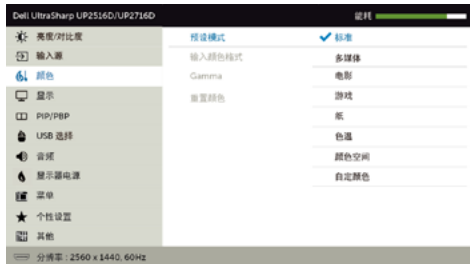 Dell UltraSharp UP2516D/UP2716D
能耗
亮度/对比度
预设模式
标准
输入源
输入颜色格式
多媒体
颜色
Gamma
电影
显示
重置颜色
游戏
PIP/PBP
纸
USB 选择
色温
音频
颜色空间
显示器电源
自定颜色
菜单
个性设置
其他
分辨率 : 2560 x 1440, 60Hz